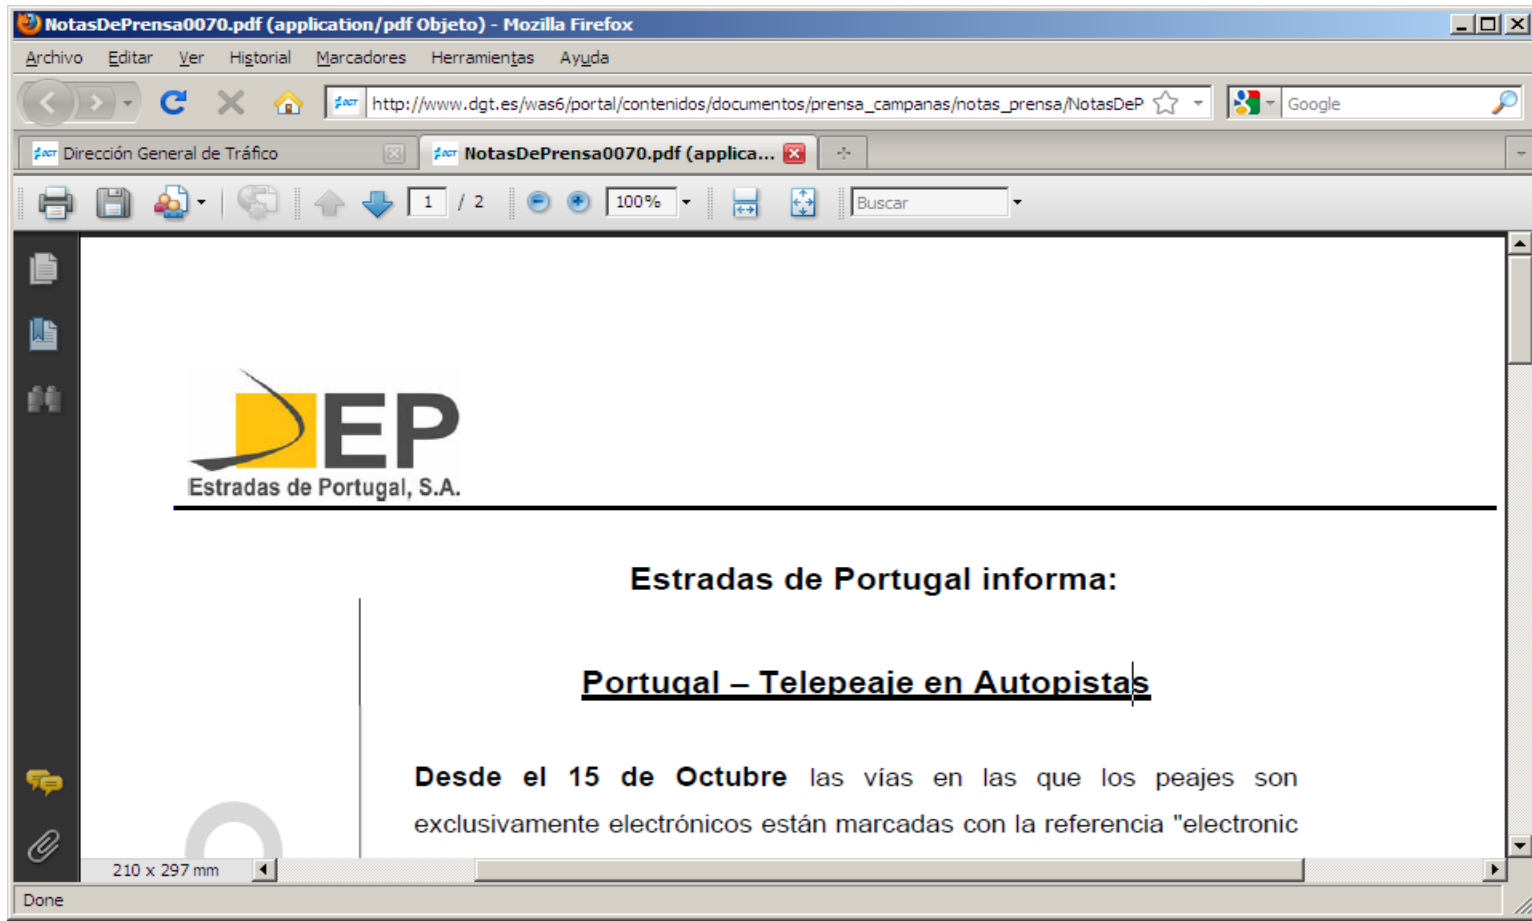 NotasDePrensa0070.pdf (application/pdf Objeto) - Mozilla Firefox
Archivo Editar Ver Historial Marcadores Herramientas Ayuda
http://www.dgt.es/was6/portal/contenidos/documentos/prensa_campanas/notas_prensa/NotasDeP Google
DGT Dirección General de Tráfico DGT NotasDePrensa0070.pdf (applica...
1 / 2 100% Buscar
EP
Estradas de Portugal, S.A.
Estradas de Portugal informa:
Portugal – Telepeaje en Autopistas
Desde el 15 de Octubre las vías en las que los peajes son
exclusivamente electrónicos están marcadas con la referencia "electronic
210 x 297 mm
Done